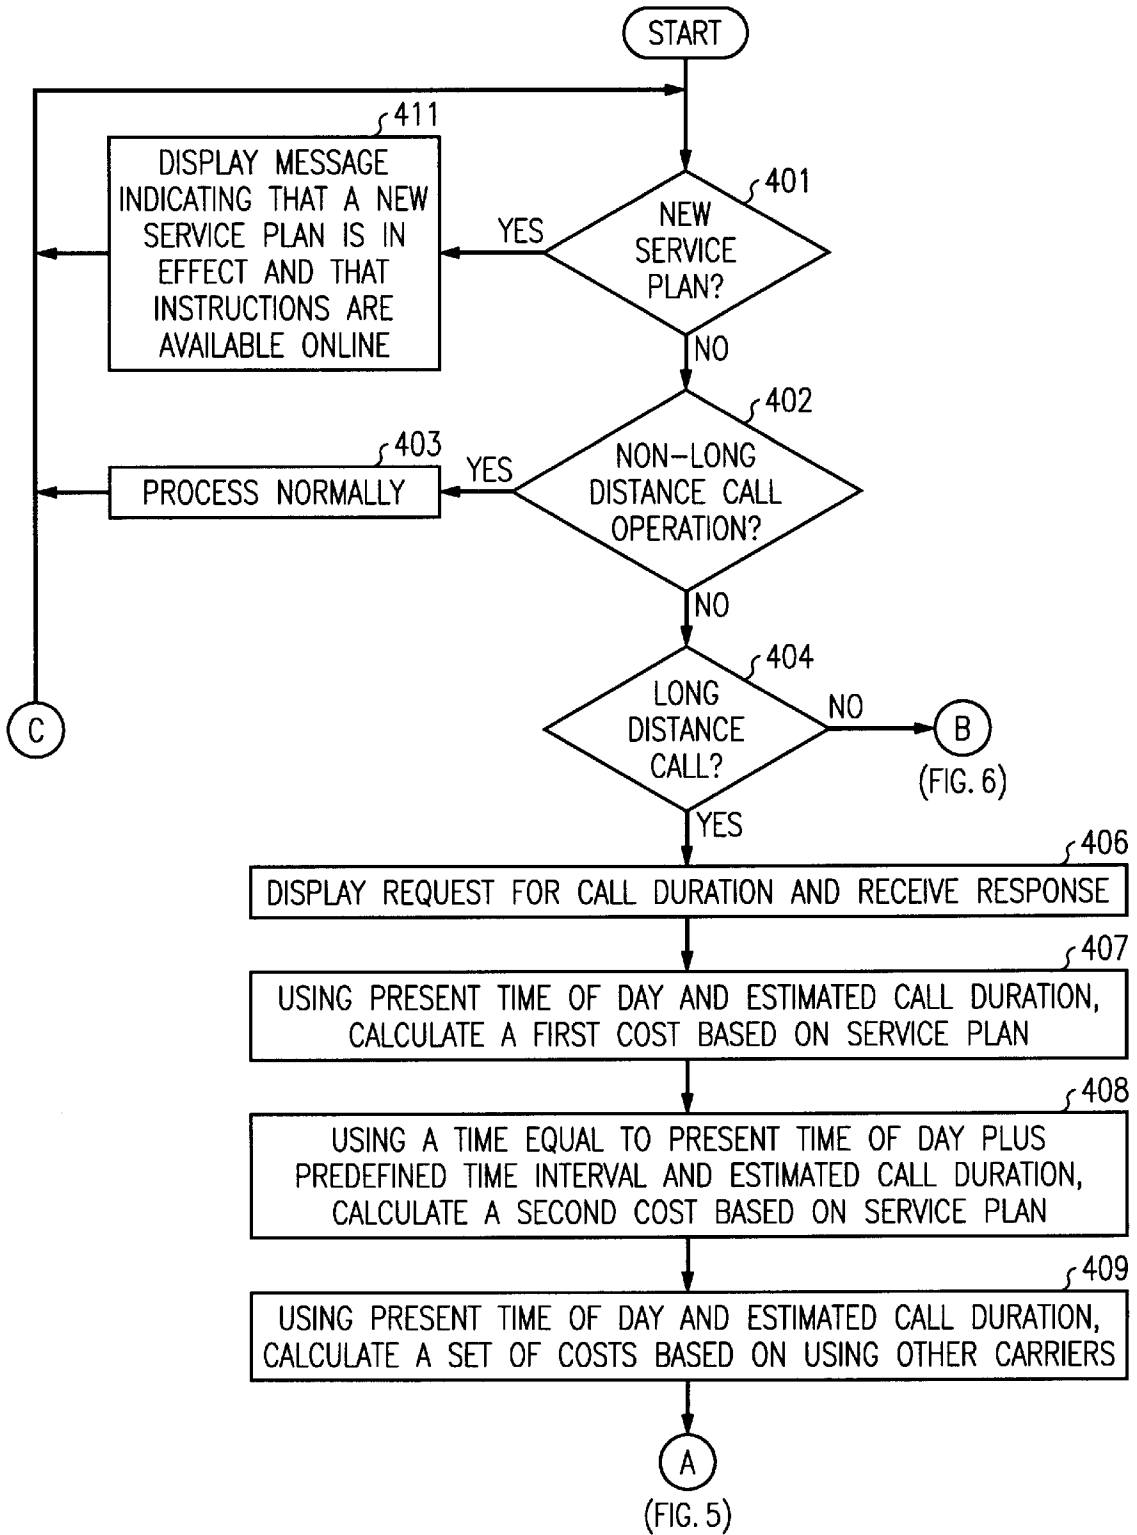 START
411
DISPLAY MESSAGE
INDICATING THAT A NEW
SERVICE PLAN IS IN
EFFECT AND THAT
INSTRUCTIONS ARE
AVAILABLE ONLINE
YES
401
NEW
SERVICE
PLAN?
NO
402
NON-LONG
DISTANCE CALL
OPERATION?
YES
403
PROCESS NORMALLY
NO
404
LONG
DISTANCE
CALL?
NO
B
(FIG. 6)
C
YES
406
DISPLAY REQUEST FOR CALL DURATION AND RECEIVE RESPONSE
407
USING PRESENT TIME OF DAY AND ESTIMATED CALL DURATION,
CALCULATE A FIRST COST BASED ON SERVICE PLAN
408
USING A TIME EQUAL TO PRESENT TIME OF DAY PLUS
PREDEFINED TIME INTERVAL AND ESTIMATED CALL DURATION,
CALCULATE A SECOND COST BASED ON SERVICE PLAN
409
USING PRESENT TIME OF DAY AND ESTIMATED CALL DURATION,
CALCULATE A SET OF COSTS BASED ON USING OTHER CARRIERS
A
(FIG. 5)